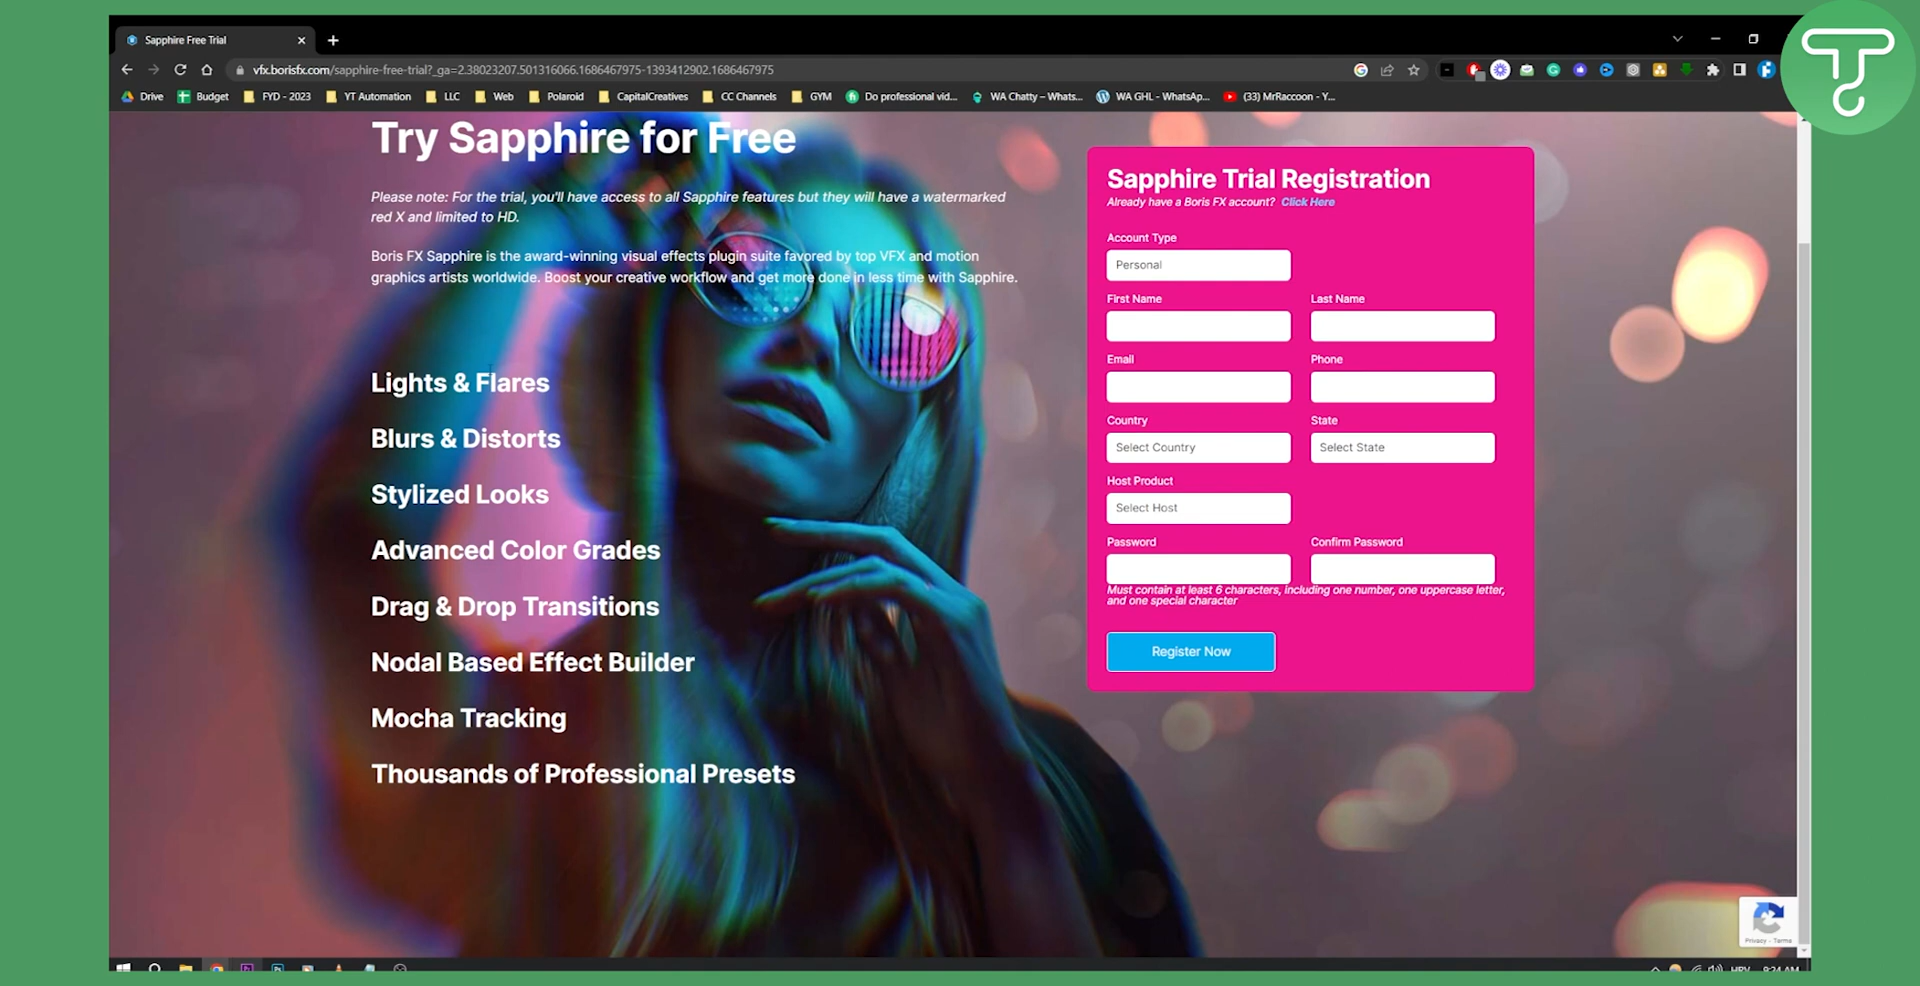 Sapphire Free Trial
vfx.borisfx.com/sapphire-free-trial?_ga=2.38023207.501316066.1686467975-1393412902.1686467975
Drive Budget FYD - 2023 YT Automation LLC Web Polaroid CapitalCreatives CC Channels GYM Do professional vid... WA Chatty – Whats... WA GHL - WhatsAp... (33) MrRaccoon - Y...
Try Sapphire for Free
Please note: For the trial, you'll have access to all Sapphire features but they will have a watermarked
red X and limited to HD.
Boris FX Sapphire is the award-winning visual effects plugin suite favored by top VFX and motion
graphics artists worldwide. Boost your creative workflow and get more done in less time with Sapphire.
Lights & Flares
Blurs & Distorts
Stylized Looks
Advanced Color Grades
Drag & Drop Transitions
Nodal Based Effect Builder
Mocha Tracking
Thousands of Professional Presets
Sapphire Trial Registration
Already have a Boris FX account? Click Here
Account Type
Personal
First Name Last Name
Email Phone
Country State
Select Country Select State
Host Product
Select Host
Password Confirm Password
Must contain at least 6 characters, including one number, one uppercase letter,
and one special character
Register Now
Privacy - Terms
HRV 9:24 AM